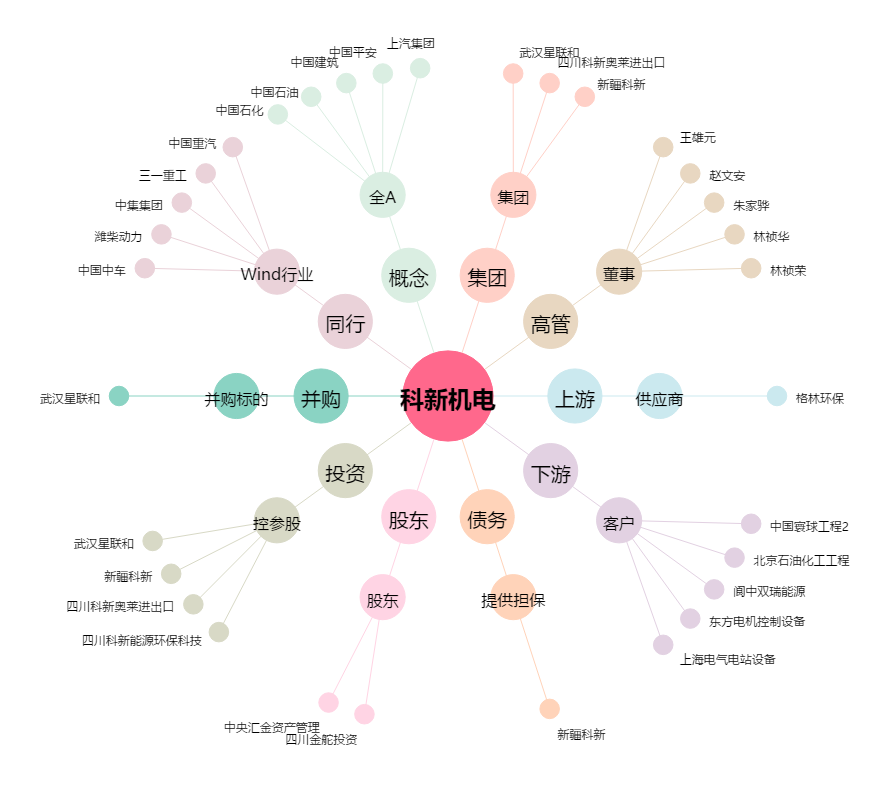 上汽集团
中国平安
中国建筑
中国石油
中国石化
全A
概念
武汉星联和
四川科新奥莱进出口
新疆科新
集团
集团
中国重汽
三一重工
中集集团
潍柴动力
中国中车
Wind行业
同行
王雄元
赵文安
朱家骅
林祯华
林祯荣
董事
高管
武汉星联和
并购标的
并购
科新机电
上游
供应商
格林环保
投资
控参股
武汉星联和
新疆科新
四川科新奥莱进出口
四川科新能源环保科技
股东
股东
中央汇金资产管理
四川金舵投资
债务
提供担保
新疆科新
下游
客户
中国寰球工程2
北京石油化工工程
阆中双瑞能源
东方电机控制设备
上海电气电站设备